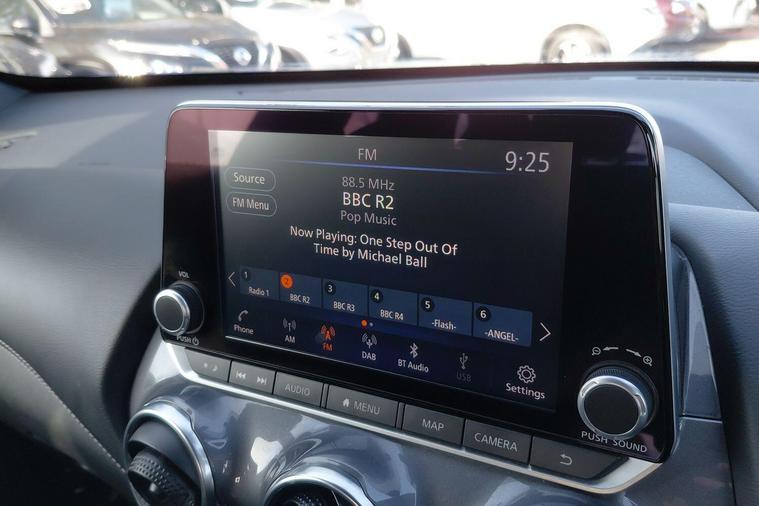 FM
9:25
Source
88.5 MHz
BBC R2
FM Menu
Pop Music
Now Playing: One Step Out Of
Time by Michael Ball
1
Radio 1
2
BBC R2
3
BBC R3
4
BBC R4
5
-Flash-
6
-ANGEL-
Phone
AM
FM
DAB
BT Audio
USB
Settings
VOL
PUSH
AUDIO
MENU
MAP
CAMERA
PUSH SOUND